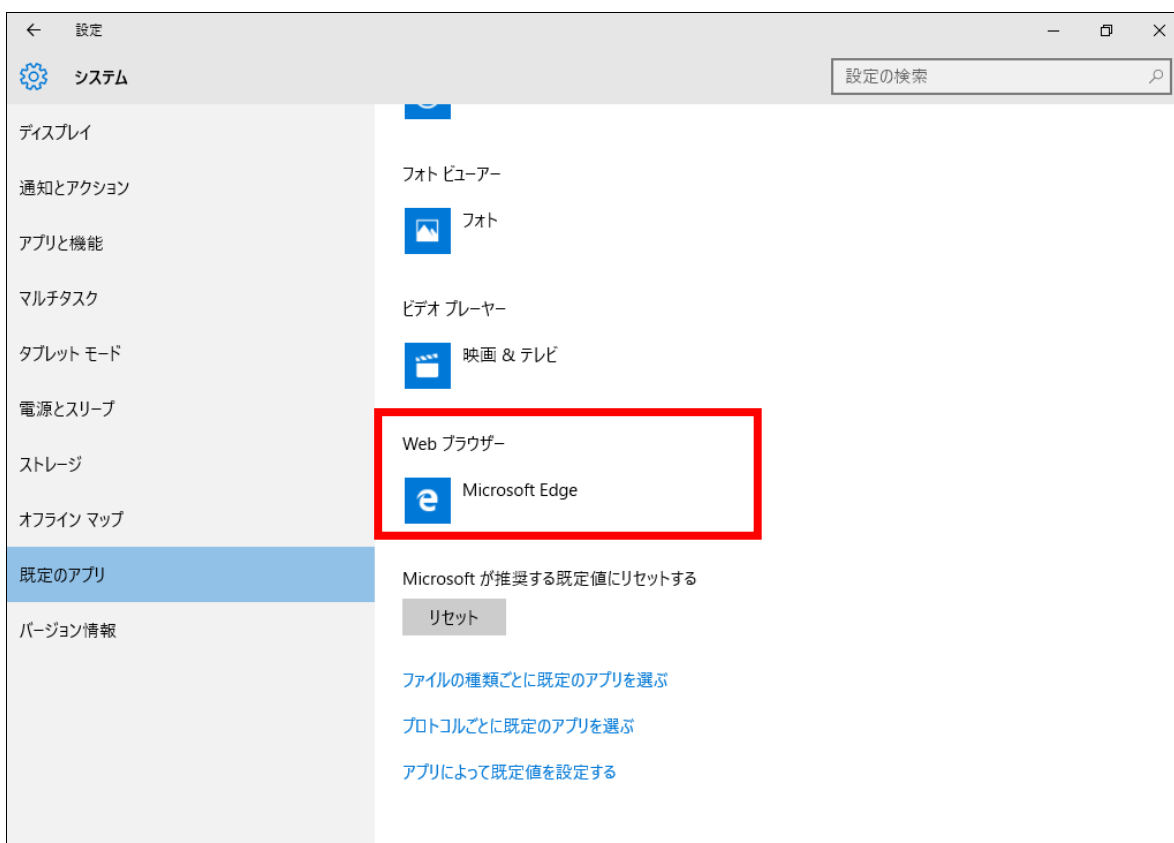 設定
システム
設定の検索
ディスプレイ
通知とアクション
アプリと機能
マルチタスク
タブレット モード
電源とスリープ
ストレージ
オフライン マップ
既定のアプリ
バージョン情報
フォト ビューアー
フォト
ビデオ プレーヤー
映画 & テレビ
Web ブラウザー
Microsoft Edge
Microsoft が推奨する既定値にリセットする
リセット
ファイルの種類ごとに既定のアプリを選ぶ
プロトコルごとに既定のアプリを選ぶ
アプリによって既定値を設定する